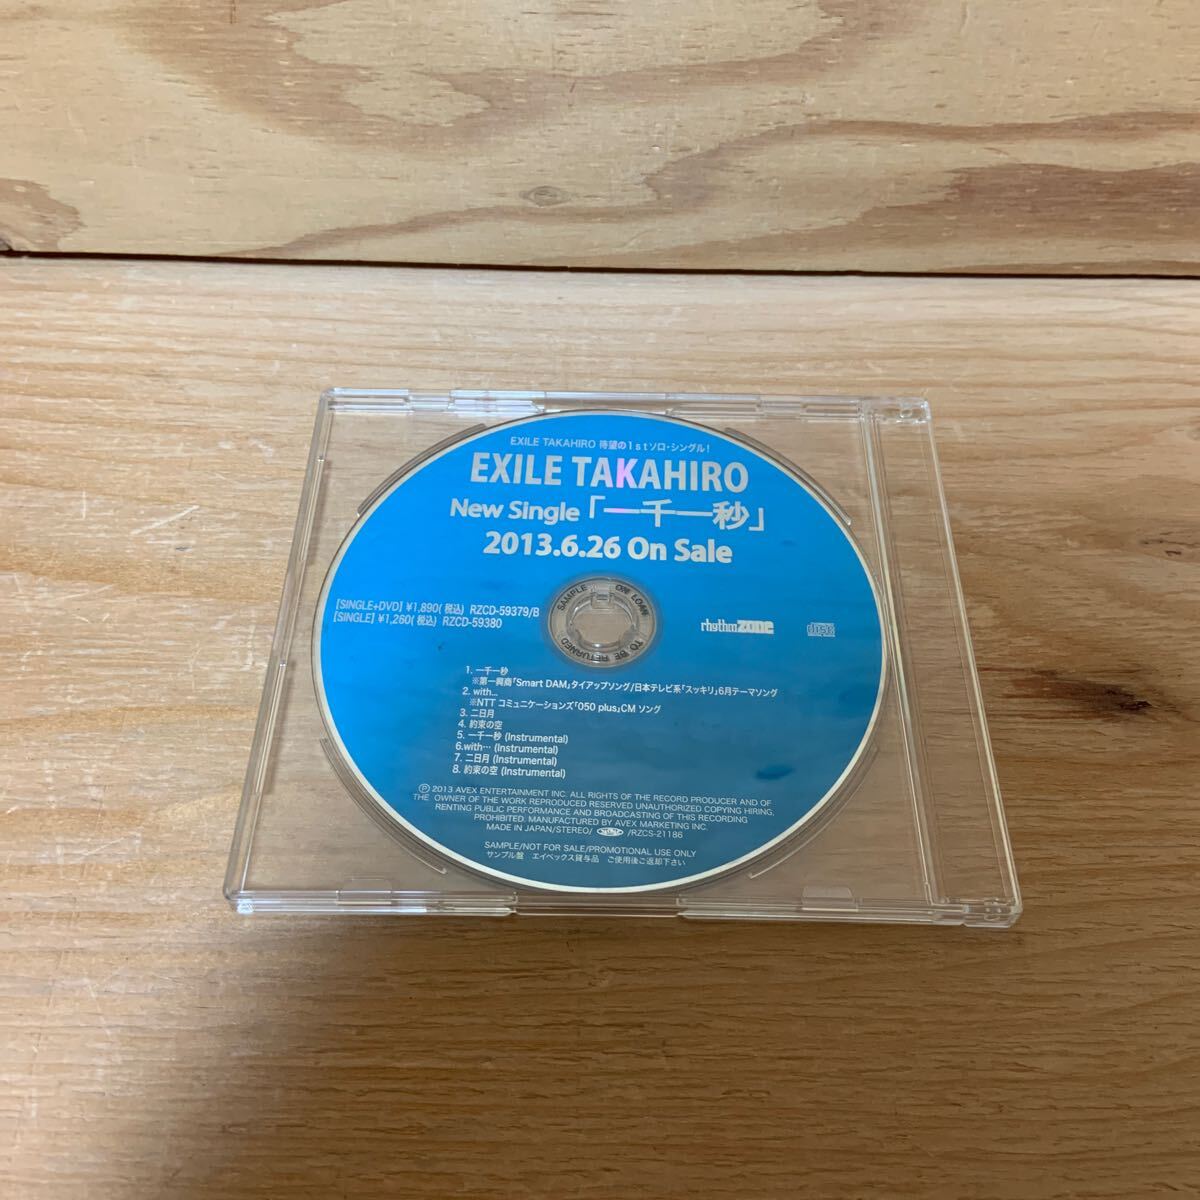 EXILE TAKAHIRO 待望の1stソロ・シングル!
EXILE TAKAHIRO
New Single「一千一秒」
2013.6.26 On Sale
[SINGLE+DVD] ¥1,890(税込) RZCD-59379/B
[SINGLE] ¥1,260(税込) RZCD-59380
SAMPLE ON LOAN TO BE RETURNED
rhythm zone
1. 一千一秒
※第一興商「Smart DAM」タイアップソング/日本テレビ系「スッキリ」6月テーマソング
2. with...
※NTT コミュニケーションズ「050 plus」CM ソング
3. 二日月
4. 約束の空
5. 一千一秒 (Instrumental)
6.with… (Instrumental)
7. 二日月 (Instrumental)
8. 約束の空 (Instrumental)
Ⓟ 2013 AVEX ENTERTAINMENT INC. ALL RIGHTS OF THE RECORD PRODUCER AND OF
THE OWNER OF THE WORK REPRODUCED RESERVED UNAUTHORIZED COPYING HIRING,
RENTING PUBLIC PERFORMANCE AND BROADCASTING OF THIS RECORDING
PROHIBITED. MANUFACTURED BY AVEX MARKETING INC.
MADE IN JAPAN/STEREO/ /RZCS-21186
SAMPLE/NOT FOR SALE/PROMOTIONAL USE ONLY
サンプル盤 エイベックス貸与品 ご使用後ご返却下さい